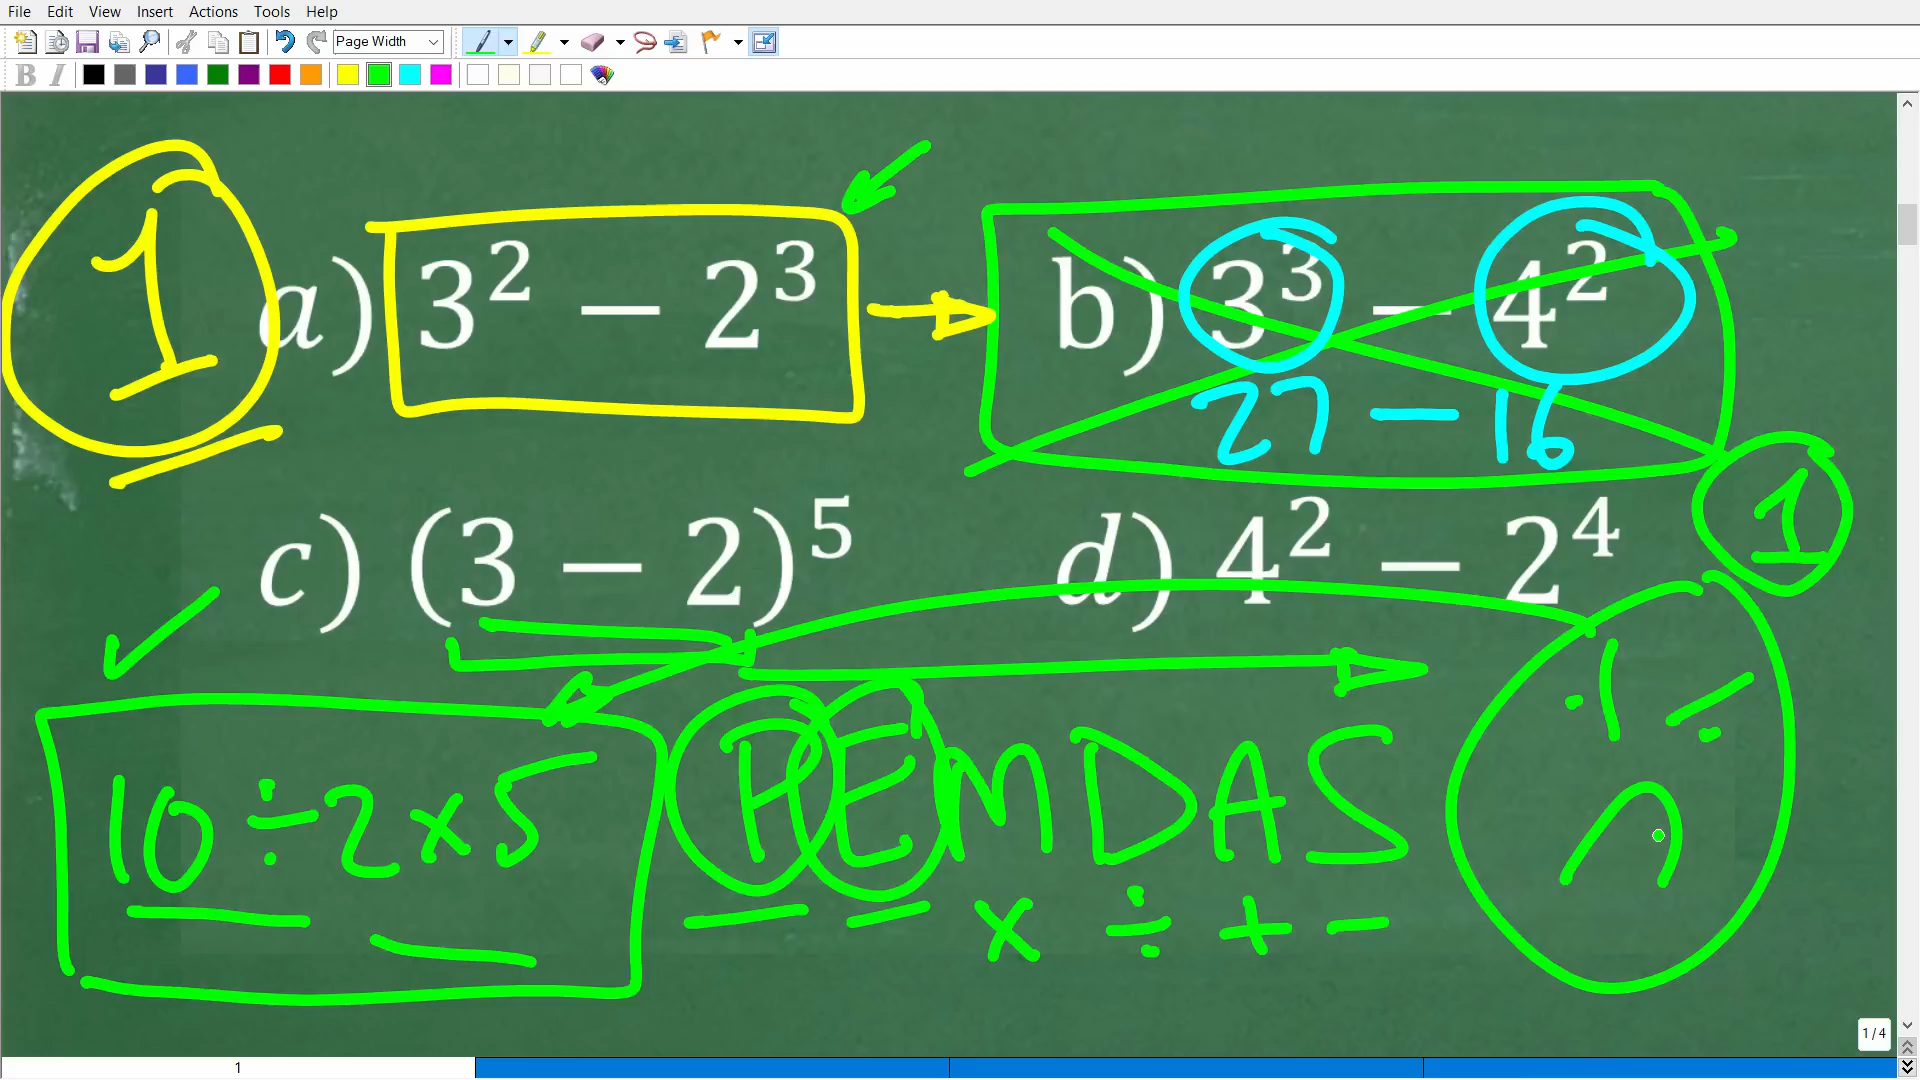 File Edit View Insert Actions Tools Help
Page Width
B I
1 a) 3² − 2³ b) 3³ − 4²
27 − 16
1
c) (3 − 2)⁵ d) 4² − 2⁴
10 ÷ 2 × 5 PEMDAS
× ÷ + −
1 / 4
1